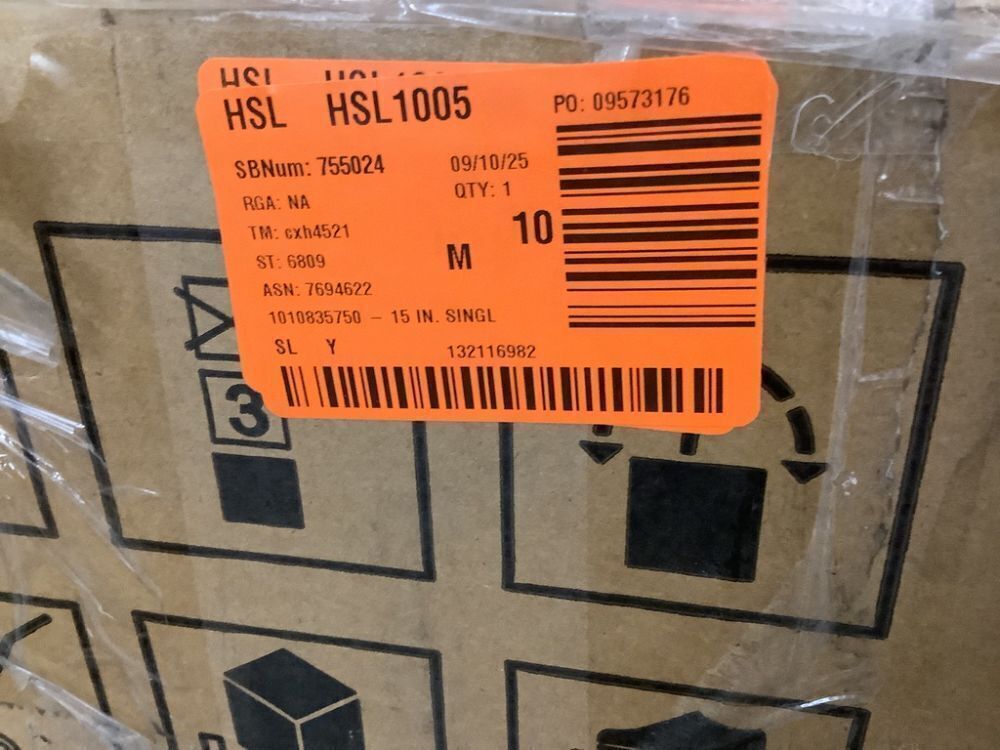 HSL
HSL HSL1005 PO: 09573176
SBNum: 755024 09/10/25
RGA: NA QTY: 1
TM: cxh4521 10
ST: 6809 M
ASN: 7694622
1010835750 – 15 IN. SINGL
SL Y 132116982
3